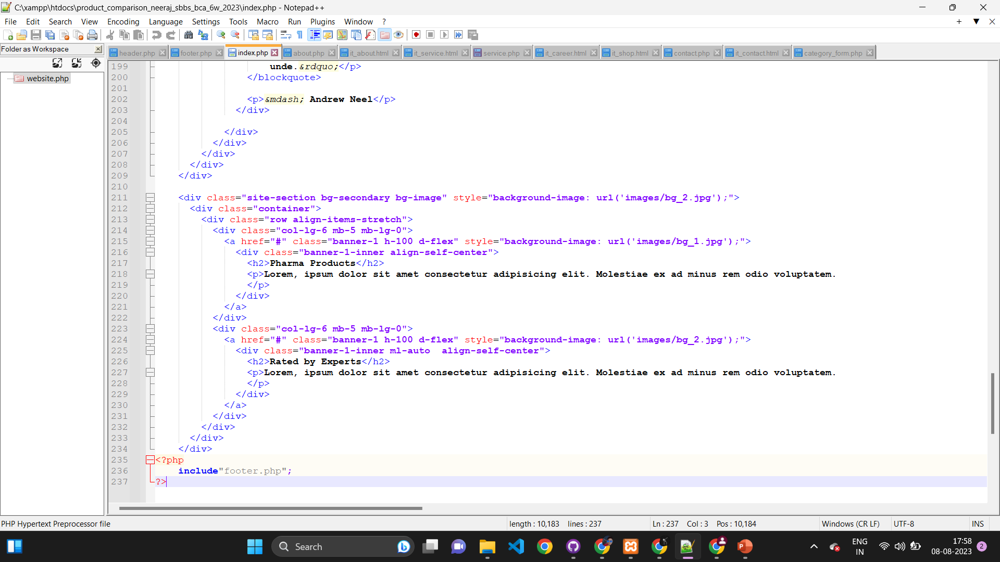 C:\xampp\htdocs\product_comparison_neeraj_sbbs_bca_6w_2023\index.php - Notepad++
File Edit Search View Encoding Language Settings Tools Macro Run Plugins Window ?
Folder as Workspace
header.php footer.php index.php about.php it_about.html it_service.html service.php it_career.html it_shop.html contact.php it_contact.html category_form.php
website.php
199 unde.&rdquo;</p>
200 </blockquote>
201
202 <p>&mdash; Andrew Neel</p>
203 </div>
204
205 </div>
206 </div>
207 </div>
208 </div>
209 </div>
210
211 <div class="site-section bg-secondary bg-image" style="background-image: url('images/bg_2.jpg');">
212 <div class="container">
213 <div class="row align-items-stretch">
214 <div class="col-lg-6 mb-5 mb-lg-0">
215 <a href="#" class="banner-1 h-100 d-flex" style="background-image: url('images/bg_1.jpg');">
216 <div class="banner-1-inner align-self-center">
217 <h2>Pharma Products</h2>
218 <p>Lorem, ipsum dolor sit amet consectetur adipisicing elit. Molestiae ex ad minus rem odio voluptatem.
219 </p>
220 </div>
221 </a>
222 </div>
223 <div class="col-lg-6 mb-5 mb-lg-0">
224 <a href="#" class="banner-1 h-100 d-flex" style="background-image: url('images/bg_2.jpg');">
225 <div class="banner-1-inner ml-auto  align-self-center">
226 <h2>Rated by Experts</h2>
227 <p>Lorem, ipsum dolor sit amet consectetur adipisicing elit. Molestiae ex ad minus rem odio voluptatem.
228 </p>
229 </div>
230 </a>
231 </div>
232 </div>
233 </div>
234 </div>
235 <?php
236 include"footer.php";
237 ?>
PHP Hypertext Preprocessor file length : 10,183 lines : 237 Ln : 237 Col : 3 Pos : 10,184 Windows (CR LF) UTF-8 INS
Search
ENG
IN
17:58
08-08-2023
2